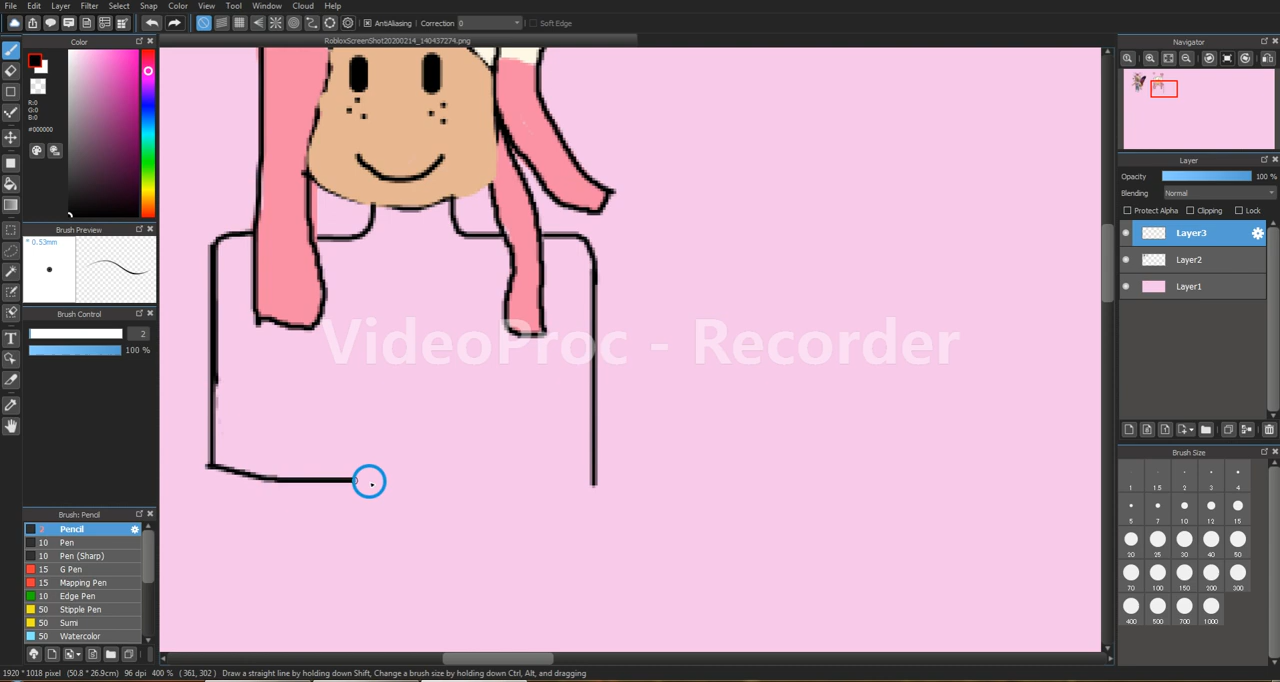 File Edit Layer Filter Select Snap Color View Tool Window Cloud Help
AntiAliasing Correction 0 Soft Edge
Color
RobloxScreenShot20200214_140437274.png
Navigator
R:0
G:0
B:0
#000000
Layer
Opacity 100 %
Blending Normal
Protect Alpha Clipping Lock
Layer3
Layer2
Layer1
Brush Preview
* 0.53mm
Brush Control
2
100 %
VideoProc - Recorder
Brush Size
1 1.5 2 3 4
5 7 10 12 15
20 25 30 40 50
70 100 150 200 300
400 500 700 1000
Brush: Pencil
2 Pencil
10 Pen
10 Pen (Sharp)
15 G Pen
15 Mapping Pen
10 Edge Pen
50 Stipple Pen
50 Sumi
50 Watercolor
1920 * 1018 pixel (50.8 * 26.9cm) 96 dpi 400 % ( 361, 302 ) Draw a straight line by holding down Shift, Change a brush size by holding down Ctrl, Alt, and dragging